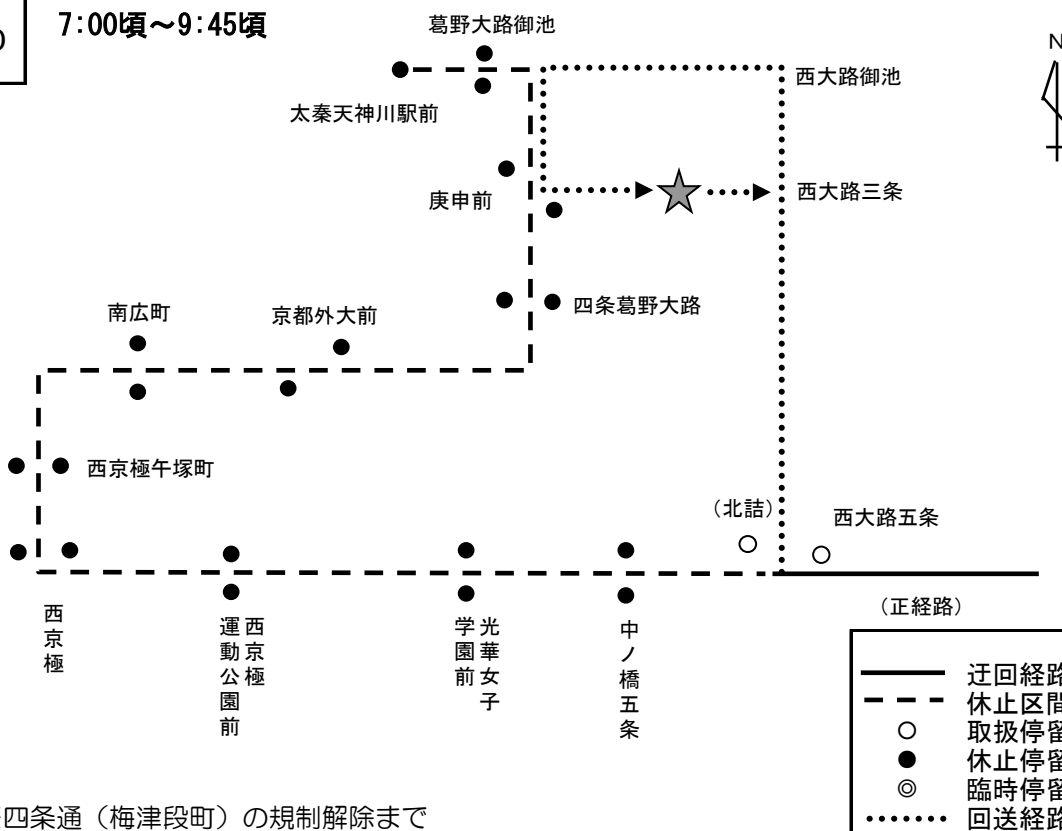 7:00頃～9:45頃
葛野大路御池
N
太秦天神川駅前
西大路御池
庚申前
西大路三条
四条葛野大路
南広町
京都外大前
西京極午塚町
（北詰）
西大路五条
（正経路）
西京極
西京極
運動公園前
光華女子
学園前
中ノ橋五条
迂回経路
休止区間
取扱停留
休止停留
臨時停留
回送経路
四条通（梅津段町）の規制解除まで